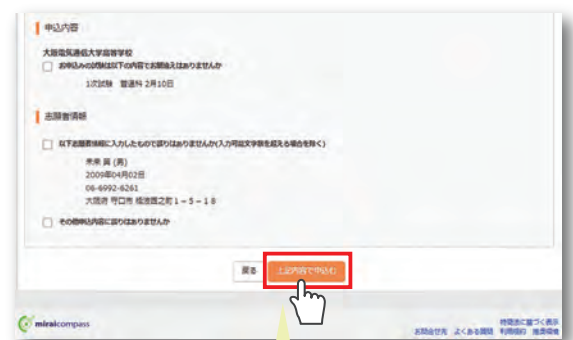 申込内容
大阪電気通信大学高等学校
お申込みの試験は以下の内容でお間違えはありませんか
1次試験 普通科 2月10日
志願者情報
以下志願者情報に入力したもので誤りはありませんか(入力可能文字数を超える場合を除く)
未来 翼 (男)
2009年04月02日
06-6992-6261
大阪府 守口市 橋波西之町1-5-18
その他申込内容に誤りはありませんか
戻る 上記内容で申込む
miraicompass
お問合せ先 よくある質問 利用規約 推奨環境
特商法に基づく表示